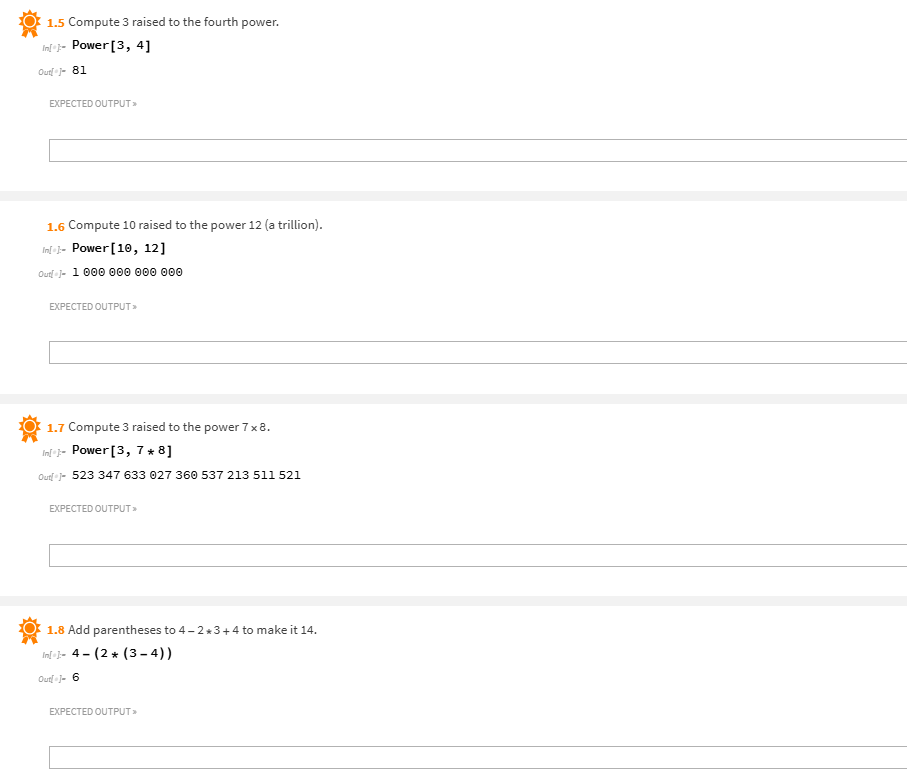 1.5 Compute 3 raised to the fourth power.
In[◦]:= Power[3, 4]
Out[◦]= 81
EXPECTED OUTPUT »
1.6 Compute 10 raised to the power 12 (a trillion).
In[◦]:= Power[10, 12]
Out[◦]= 1 000 000 000 000
EXPECTED OUTPUT »
1.7 Compute 3 raised to the power 7 × 8.
In[◦]:= Power[3, 7 * 8]
Out[◦]= 523 347 633 027 360 537 213 511 521
EXPECTED OUTPUT »
1.8 Add parentheses to 4 – 2 * 3 + 4 to make it 14.
In[◦]:= 4 – (2 * (3 – 4))
Out[◦]= 6
EXPECTED OUTPUT »